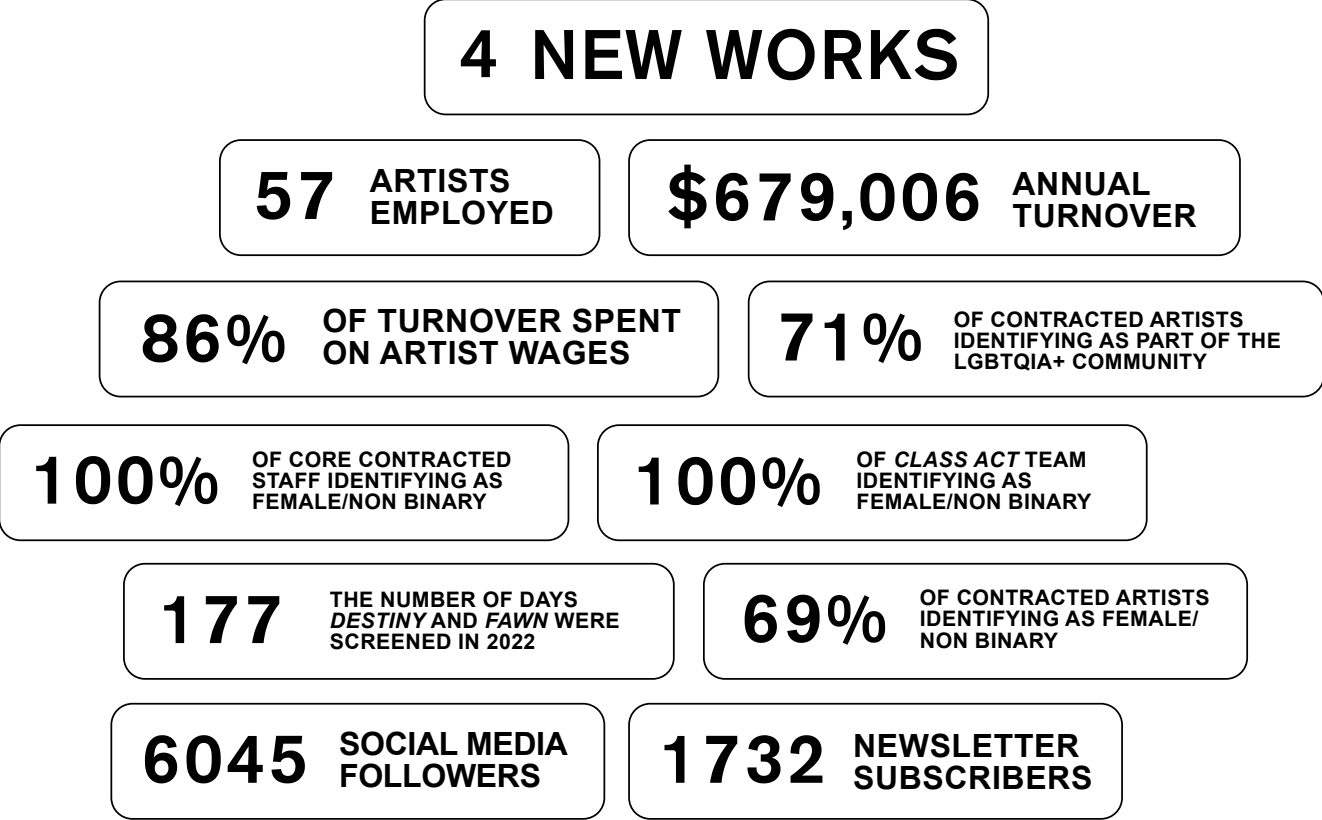 4 NEW WORKS
57 ARTISTS
EMPLOYED
$679,006 ANNUAL
TURNOVER
86% OF TURNOVER SPENT
ON ARTIST WAGES
71% OF CONTRACTED ARTISTS
IDENTIFYING AS PART OF THE
LGBTQIA+ COMMUNITY
100% OF CORE CONTRACTED
STAFF IDENTIFYING AS
FEMALE/NON BINARY
100% OF CLASS ACT TEAM
IDENTIFYING AS
FEMALE/NON BINARY
177 THE NUMBER OF DAYS
DESTINY AND FAWN WERE
SCREENED IN 2022
69% OF CONTRACTED ARTISTS
IDENTIFYING AS FEMALE/
NON BINARY
6045 SOCIAL MEDIA
FOLLOWERS
1732 NEWSLETTER
SUBSCRIBERS